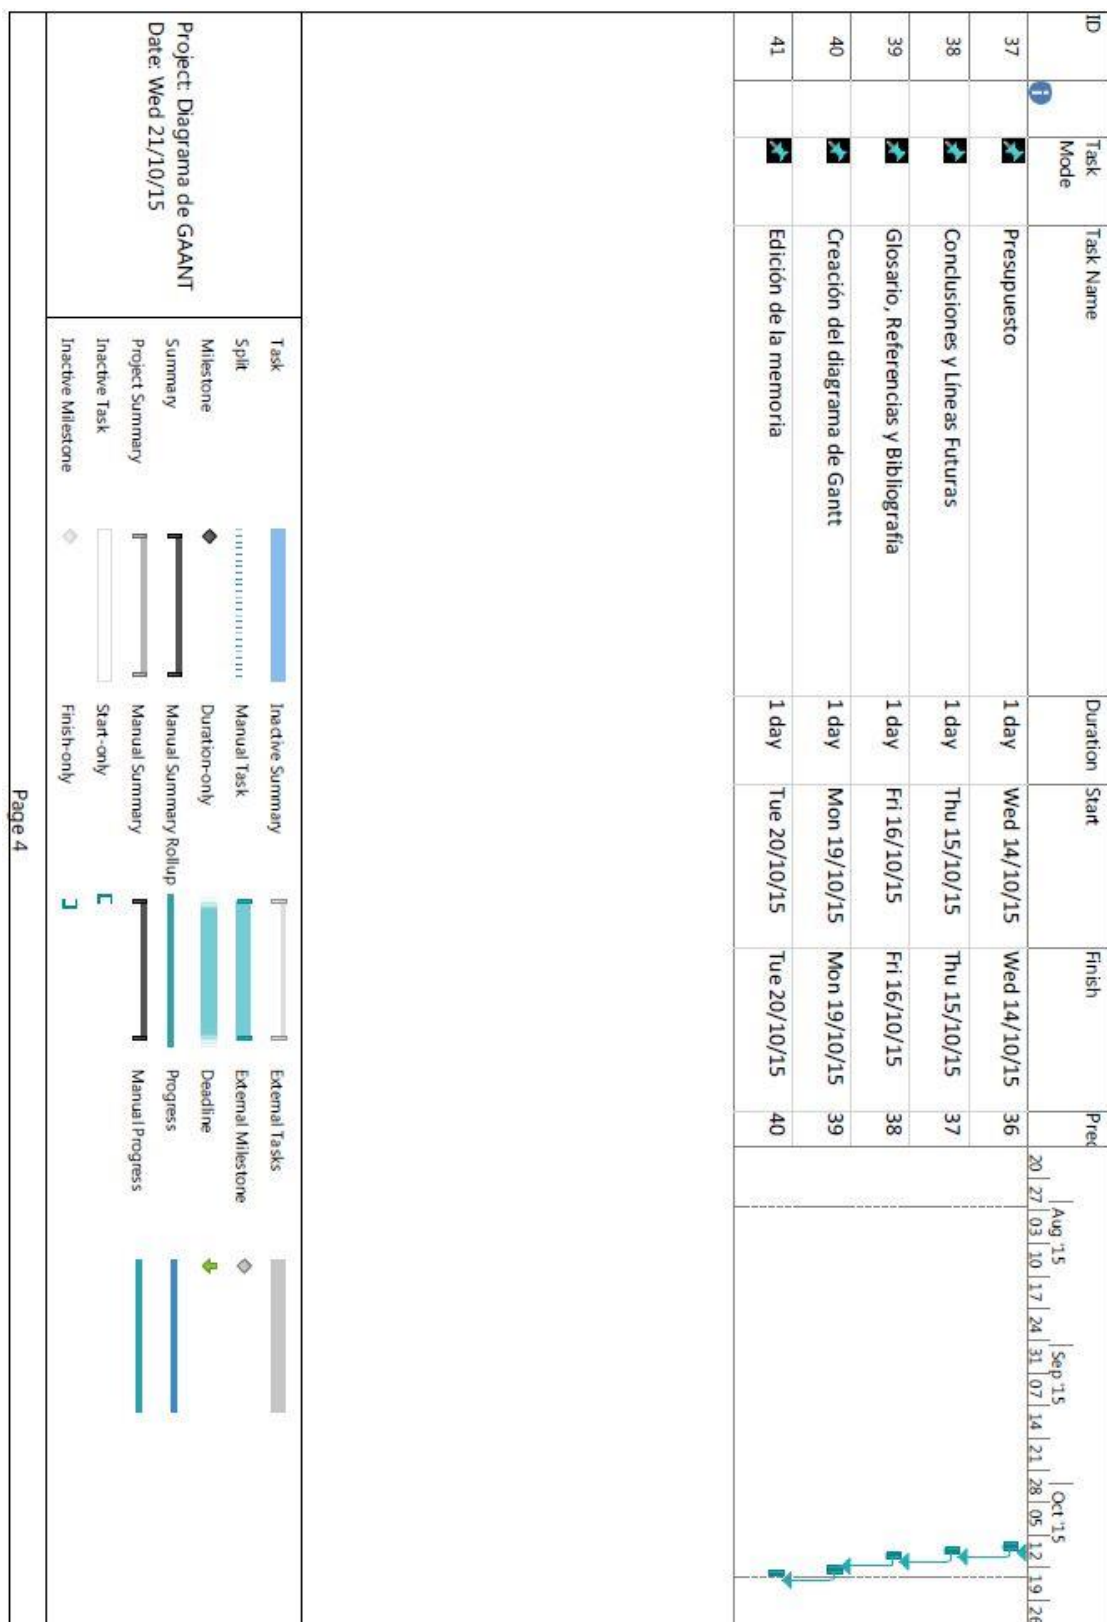 ID Task Mode Task Name Duration Start Finish Pred
Aug '15 Sep '15 Oct '15
20 27 03 10 17 24 31 07 14 21 28 05 12 19 26
37 Presupuesto 1 day Wed 14/10/15 Wed 14/10/15 36
38 Conclusiones y Líneas Futuras 1 day Thu 15/10/15 Thu 15/10/15 37
39 Glosario, Referencias y Bibliografía 1 day Fri 16/10/15 Fri 16/10/15 38
40 Creación del diagrama de Gantt 1 day Mon 19/10/15 Mon 19/10/15 39
41 Edición de la memoria 1 day Tue 20/10/15 Tue 20/10/15 40
Project: Diagrama de GAANT
Date: Wed 21/10/15
Task Inactive Summary External Tasks
Split Manual Task External Milestone
Milestone Duration-only Deadline
Summary Manual Summary Rollup Progress
Project Summary Manual Summary Manual Progress
Inactive Task Start-only
Inactive Milestone Finish-only
Page 4